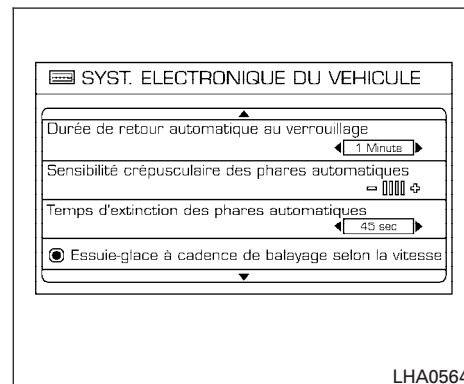 SYST. ELECTRONIQUE DU VEHICULE
Durée de retour automatique au verrouillage
1 Minute
Sensibilité crépusculaire des phares automatiques
Temps d'extinction des phares automatiques
45 sec
Essuie-glace à cadence de balayage selon la vitesse
LHA0564